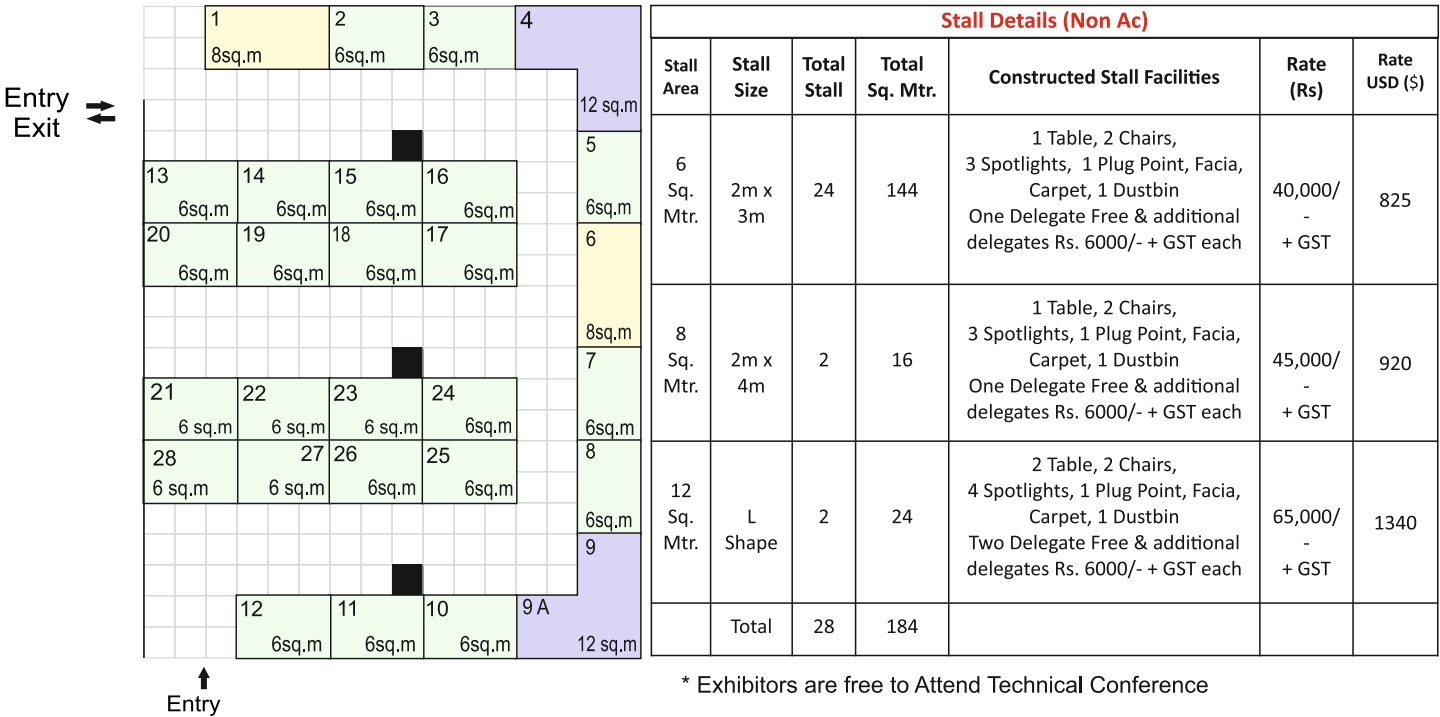 1
8sq.m
2
6sq.m
3
6sq.m
4
12 sq.m
Entry
Exit
5
6sq.m
13
6sq.m
14
6sq.m
15
6sq.m
16
6sq.m
20
6sq.m
19
6sq.m
18
6sq.m
17
6sq.m
6
8sq.m
7
6sq.m
21
6 sq.m
22
6 sq.m
23
6 sq.m
24
6sq.m
28
6 sq.m
27
6 sq.m
26
6sq.m
25
6sq.m
8
6sq.m
9
12
6sq.m
11
6sq.m
10
6sq.m
9 A
12 sq.m
Entry
Stall Details (Non Ac)
Stall
Area
Stall
Size
Total
Stall
Total
Sq. Mtr.
Constructed Stall Facilities
Rate
(Rs)
Rate
USD ($)
6
Sq.
Mtr.
2m x
3m
24
144
1 Table, 2 Chairs,
3 Spotlights, 1 Plug Point, Facia,
Carpet, 1 Dustbin
One Delegate Free & additional
delegates Rs. 6000/- + GST each
40,000/
-
+ GST
825
8
Sq.
Mtr.
2m x
4m
2
16
1 Table, 2 Chairs,
3 Spotlights, 1 Plug Point, Facia,
Carpet, 1 Dustbin
One Delegate Free & additional
delegates Rs. 6000/- + GST each
45,000/
-
+ GST
920
12
Sq.
Mtr.
L
Shape
2
24
2 Table, 2 Chairs,
4 Spotlights, 1 Plug Point, Facia,
Carpet, 1 Dustbin
Two Delegate Free & additional
delegates Rs. 6000/- + GST each
65,000/
-
+ GST
1340
Total
28
184
* Exhibitors are free to Attend Technical Conference